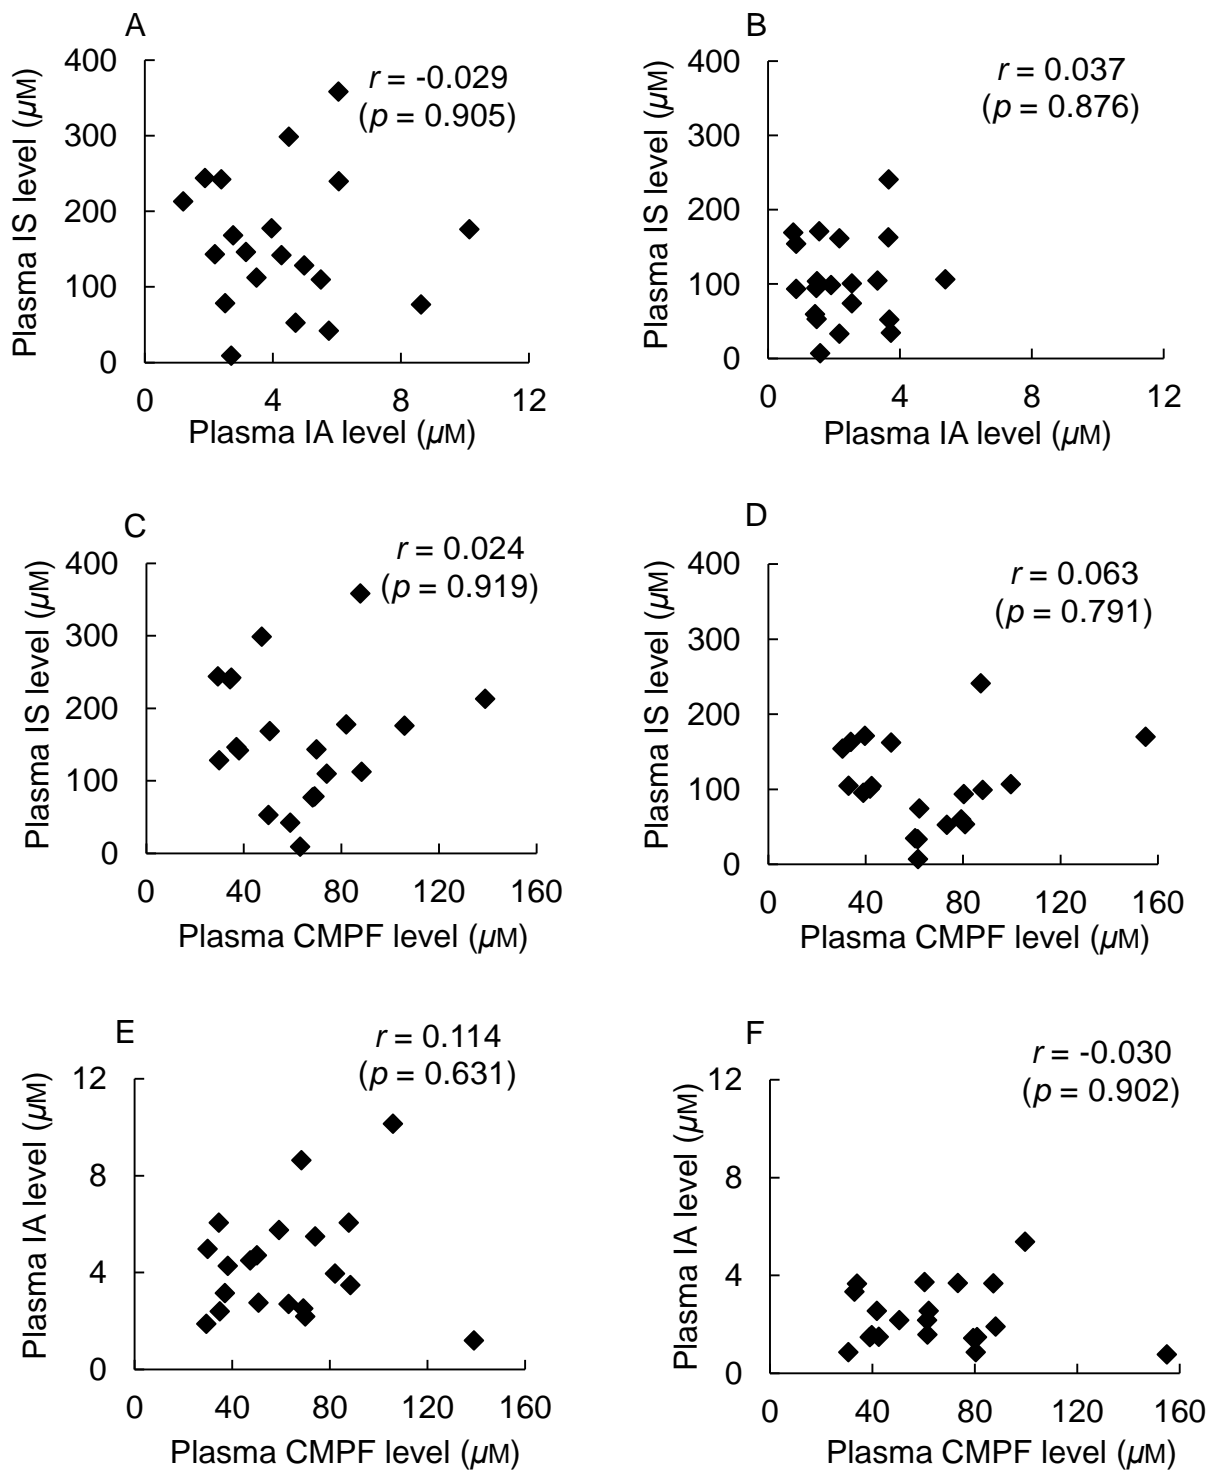 A
Plasma IS level (µM)
400
300
200
100
0
r = -0.029
(p = 0.905)
0 4 8 12
Plasma IA level (µM)
B
Plasma IS level (µM)
400
300
200
100
0
r = 0.037
(p = 0.876)
0 4 8 12
Plasma IA level (µM)
C
Plasma IS level (µM)
400
300
200
100
0
r = 0.024
(p = 0.919)
0 40 80 120 160
Plasma CMPF level (µM)
D
Plasma IS level (µM)
400
300
200
100
0
r = 0.063
(p = 0.791)
0 40 80 120 160
Plasma CMPF level (µM)
E
Plasma IA level (µM)
12
8
4
0
r = 0.114
(p = 0.631)
0 40 80 120 160
Plasma CMPF level (µM)
F
Plasma IA level (µM)
12
8
4
0
r = -0.030
(p = 0.902)
0 40 80 120 160
Plasma CMPF level (µM)